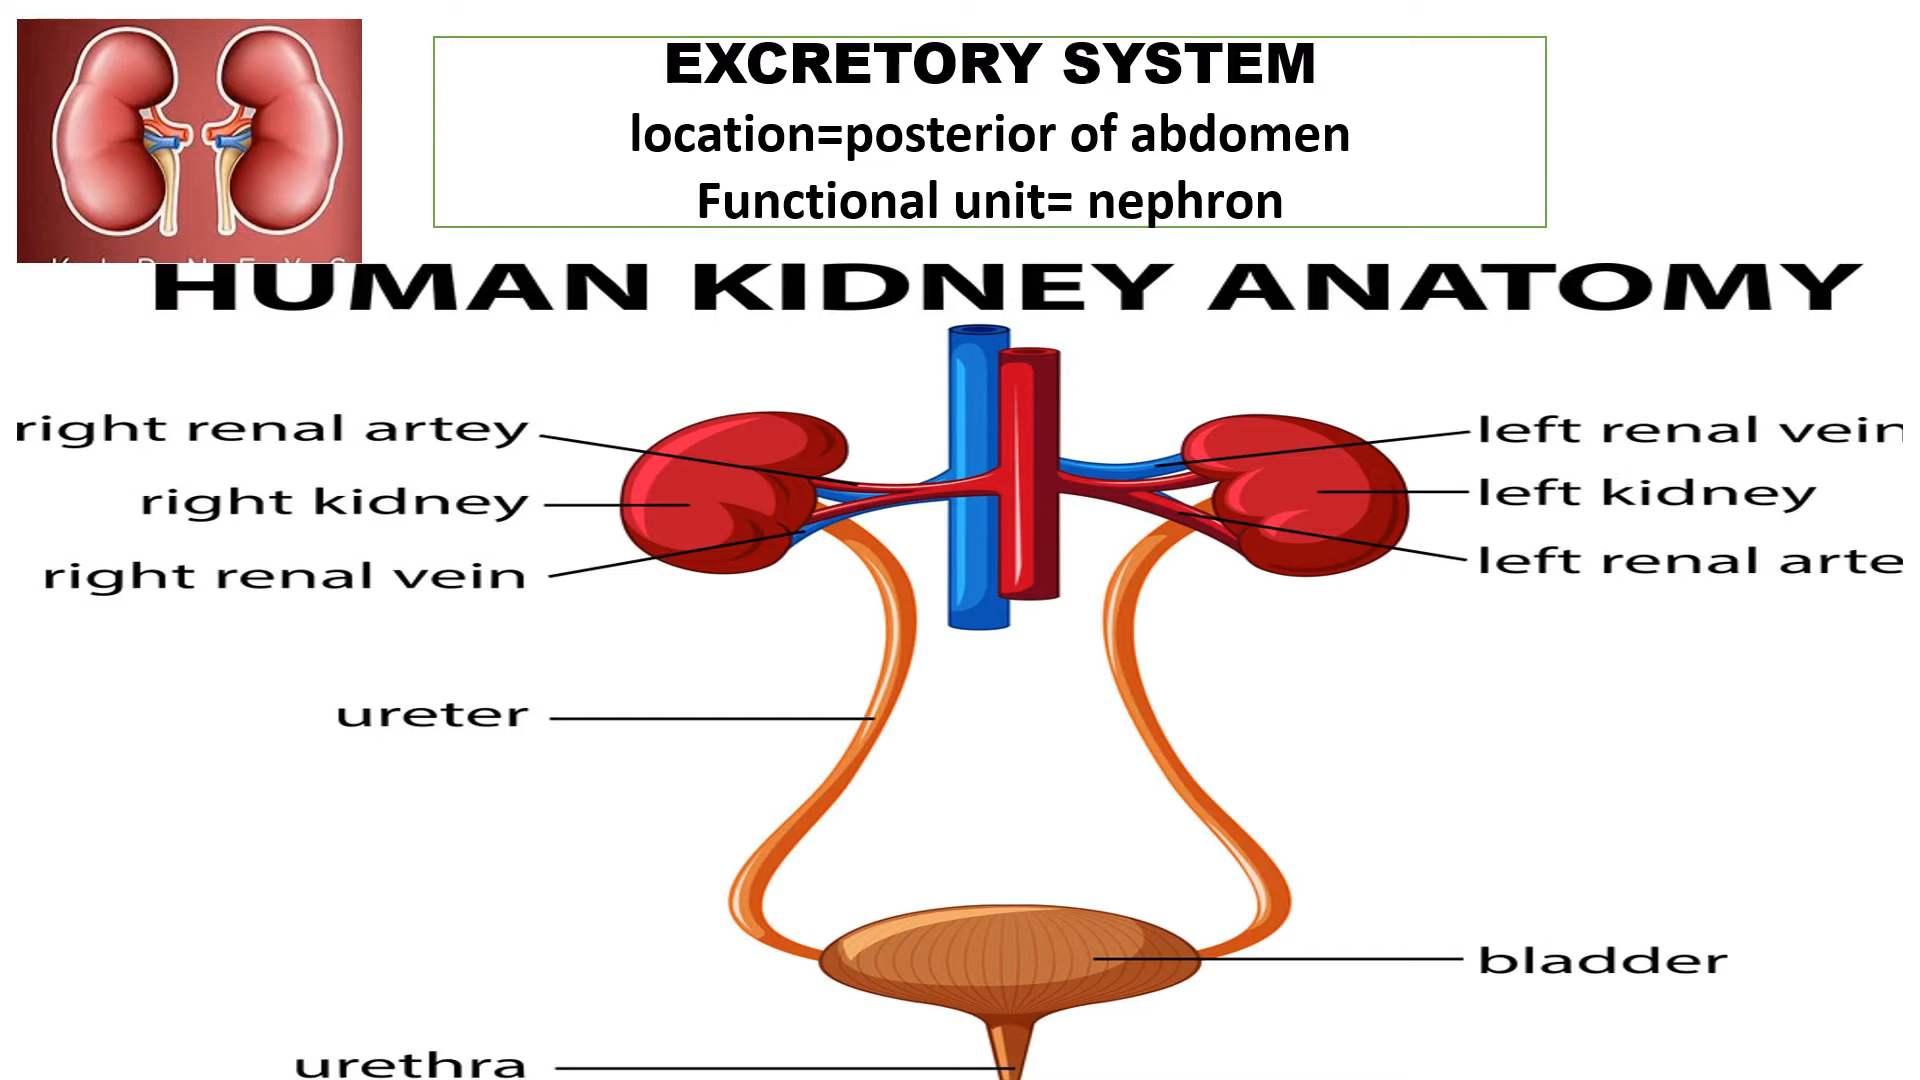 EXCRETORY SYSTEM
location=posterior of abdomen
Functional unit= nephron
K I D N E Y S
HUMAN KIDNEY ANATOMY
right renal artey
right kidney
right renal vein
ureter
urethra
left renal vein
left kidney
left renal arte
bladder